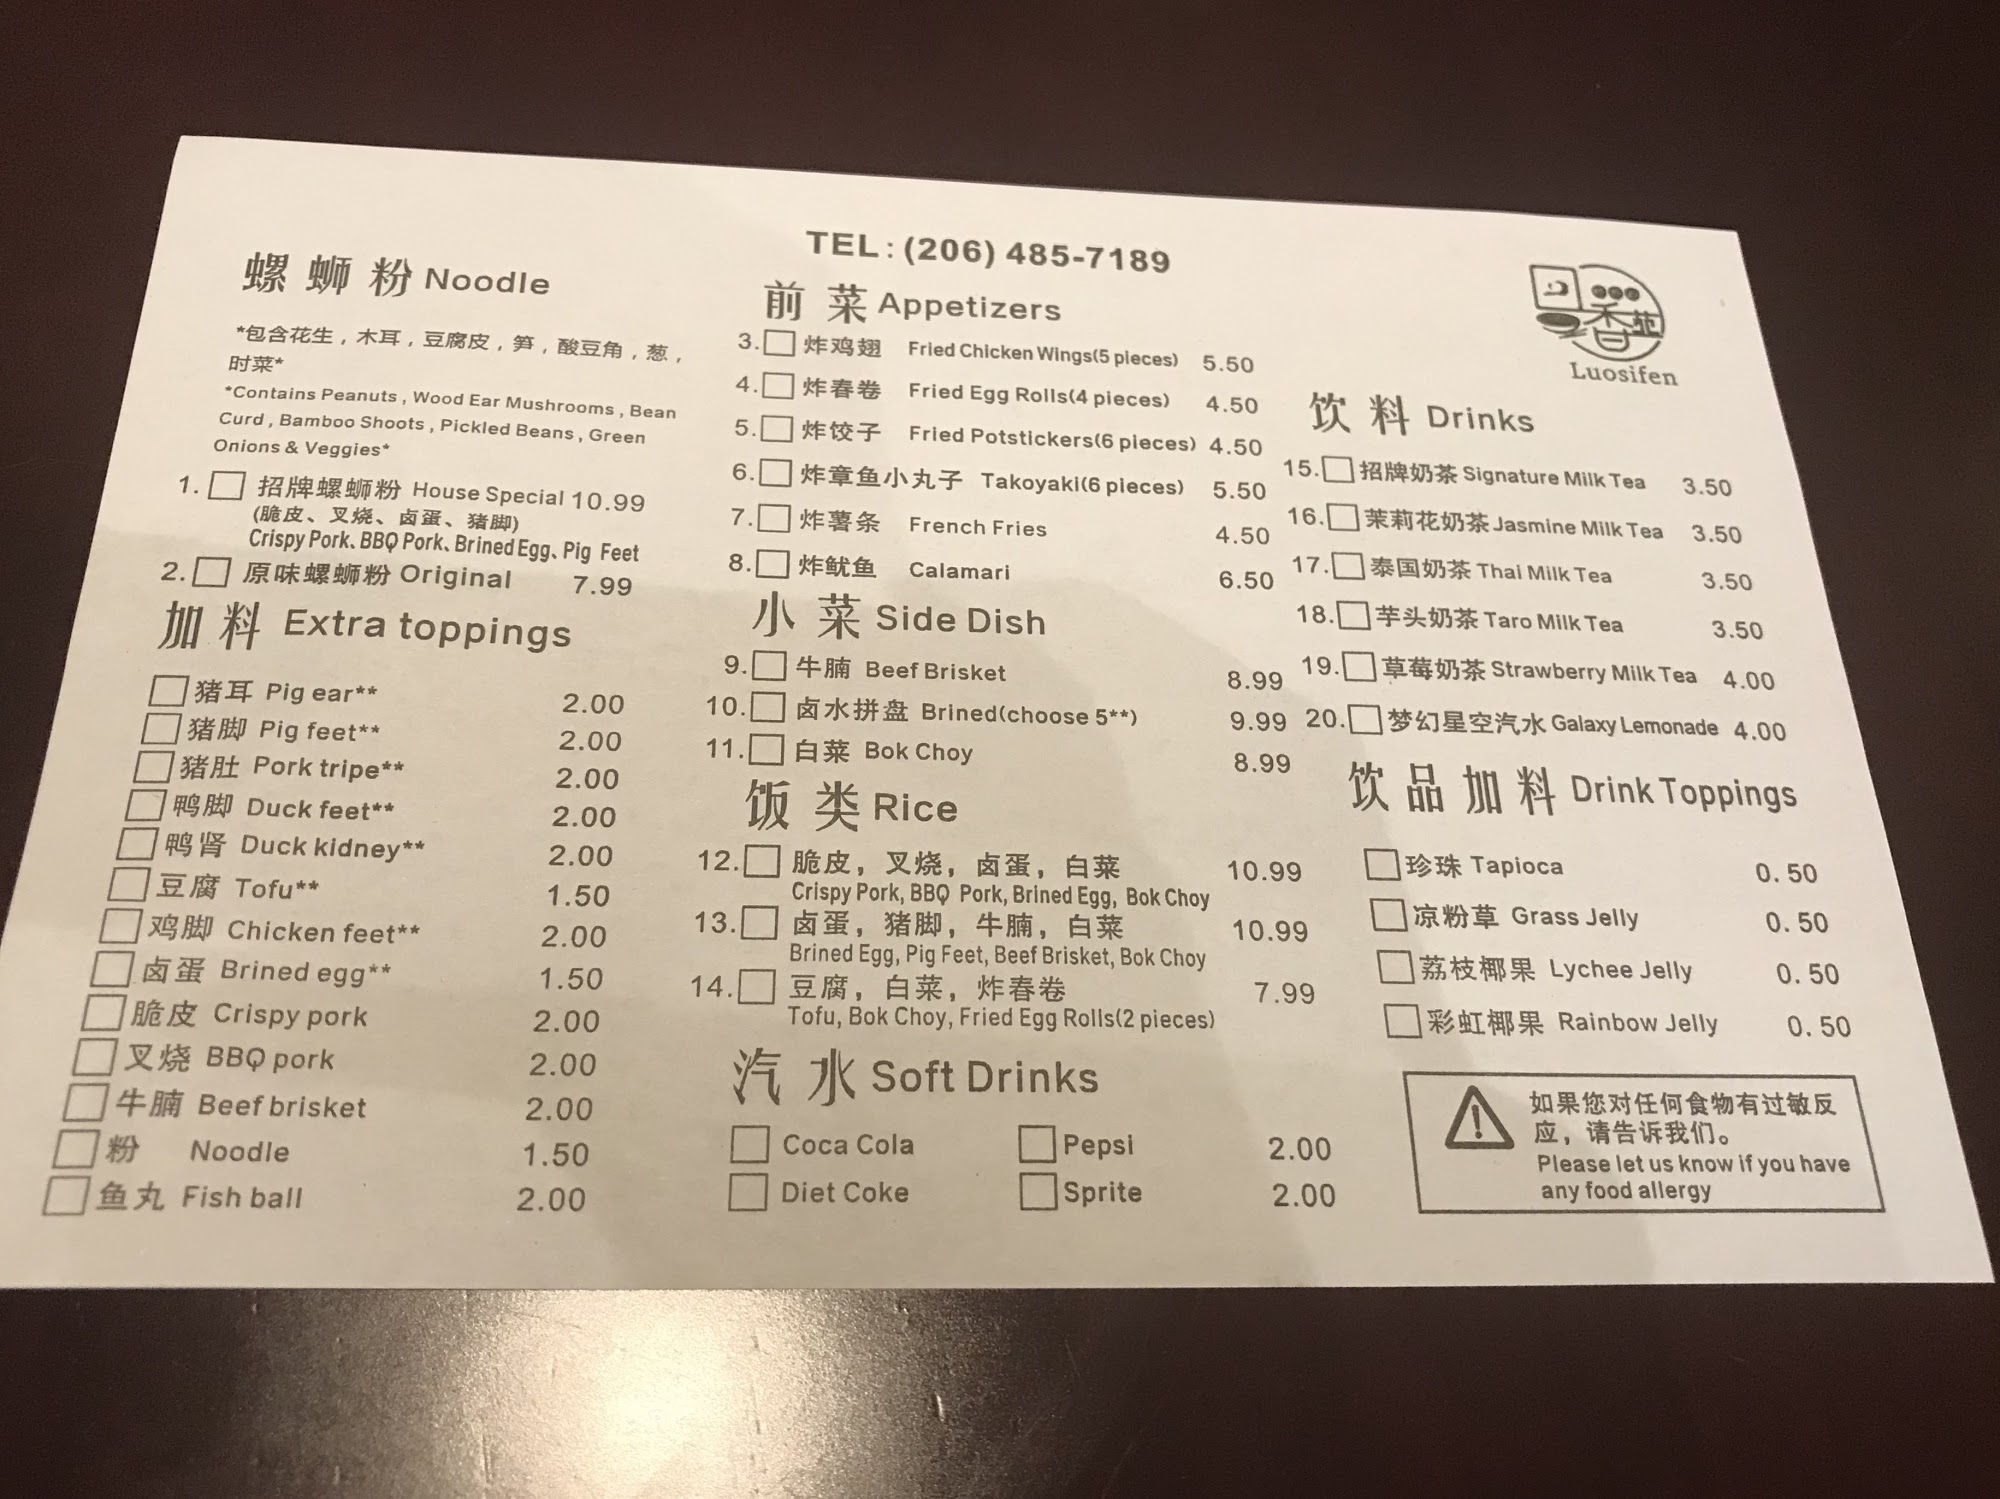 TEL: (206) 485-7189
螺蛳粉 Noodle
*包含花生，木耳，豆腐皮，笋，酸豆角，葱，
时菜*
*Contains Peanuts, Wood Ear Mushrooms, Bean
Curd, Bamboo Shoots, Pickled Beans, Green
Onions & Veggies*
1. 招牌螺蛳粉 House Special 10.99
(脆皮、叉烧、卤蛋、猪脚)
Crispy Pork、BBQ Pork、Brined Egg、Pig Feet
2. 原味螺蛳粉 Original 7.99
加料 Extra toppings
猪耳 Pig ear** 2.00
猪脚 Pig feet** 2.00
猪肚 Pork tripe** 2.00
鸭脚 Duck feet** 2.00
鸭肾 Duck kidney** 2.00
豆腐 Tofu** 1.50
鸡脚 Chicken feet** 2.00
卤蛋 Brined egg** 1.50
脆皮 Crispy pork 2.00
叉烧 BBQ pork 2.00
牛腩 Beef brisket 2.00
粉 Noodle 1.50
鱼丸 Fish ball 2.00
前菜 Appetizers
3. 炸鸡翅 Fried Chicken Wings(5 pieces) 5.50
4. 炸春卷 Fried Egg Rolls(4 pieces) 4.50
5. 炸饺子 Fried Potstickers(6 pieces) 4.50
6. 炸章鱼小丸子 Takoyaki(6 pieces) 5.50
7. 炸薯条 French Fries 4.50
8. 炸鱿鱼 Calamari 6.50
小菜 Side Dish
9. 牛腩 Beef Brisket 8.99
10. 卤水拼盘 Brined(choose 5**) 9.99
11. 白菜 Bok Choy 8.99
饭类 Rice
12. 脆皮，叉烧，卤蛋，白菜 10.99
Crispy Pork, BBQ Pork, Brined Egg, Bok Choy
13. 卤蛋，猪脚，牛腩，白菜 10.99
Brined Egg, Pig Feet, Beef Brisket, Bok Choy
14. 豆腐，白菜，炸春卷 7.99
Tofu, Bok Choy, Fried Egg Rolls(2 pieces)
汽水 Soft Drinks
Coca Cola Pepsi 2.00
Diet Coke Sprite 2.00
香苑
Luosifen
饮料 Drinks
15. 招牌奶茶 Signature Milk Tea 3.50
16. 茉莉花奶茶 Jasmine Milk Tea 3.50
17. 泰国奶茶 Thai Milk Tea 3.50
18. 芋头奶茶 Taro Milk Tea 3.50
19. 草莓奶茶 Strawberry Milk Tea 4.00
20. 梦幻星空汽水 Galaxy Lemonade 4.00
饮品加料 Drink Toppings
珍珠 Tapioca 0.50
凉粉草 Grass Jelly 0.50
荔枝椰果 Lychee Jelly 0.50
彩虹椰果 Rainbow Jelly 0.50
如果您对任何食物有过敏反
应，请告诉我们。
Please let us know if you have
any food allergy